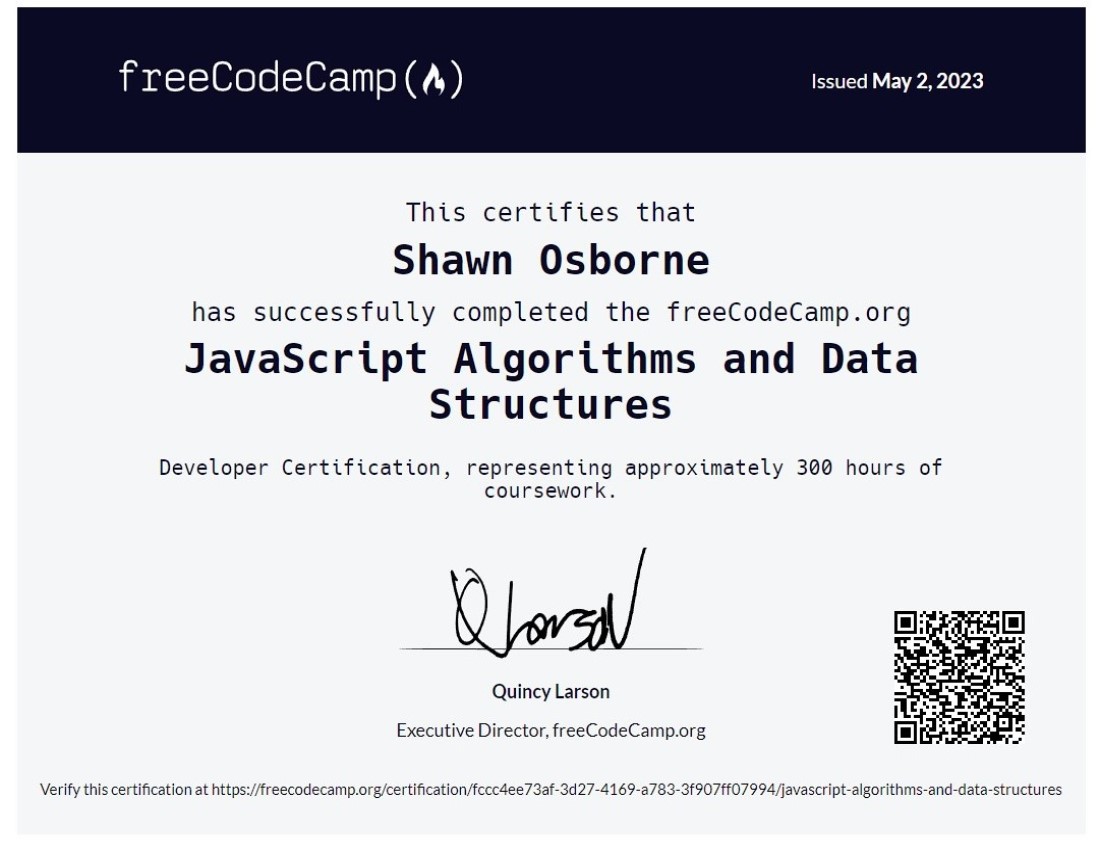 freeCodeCamp(🔥)
Issued May 2, 2023
This certifies that
Shawn Osborne
has successfully completed the freeCodeCamp.org
JavaScript Algorithms and Data
Structures
Developer Certification, representing approximately 300 hours of
coursework.
Q Larson
Quincy Larson
Executive Director, freeCodeCamp.org
Verify this certification at https://freecodecamp.org/certification/fccc4ee73af-3d27-4169-a783-3f907ff07994/javascript-algorithms-and-data-structures